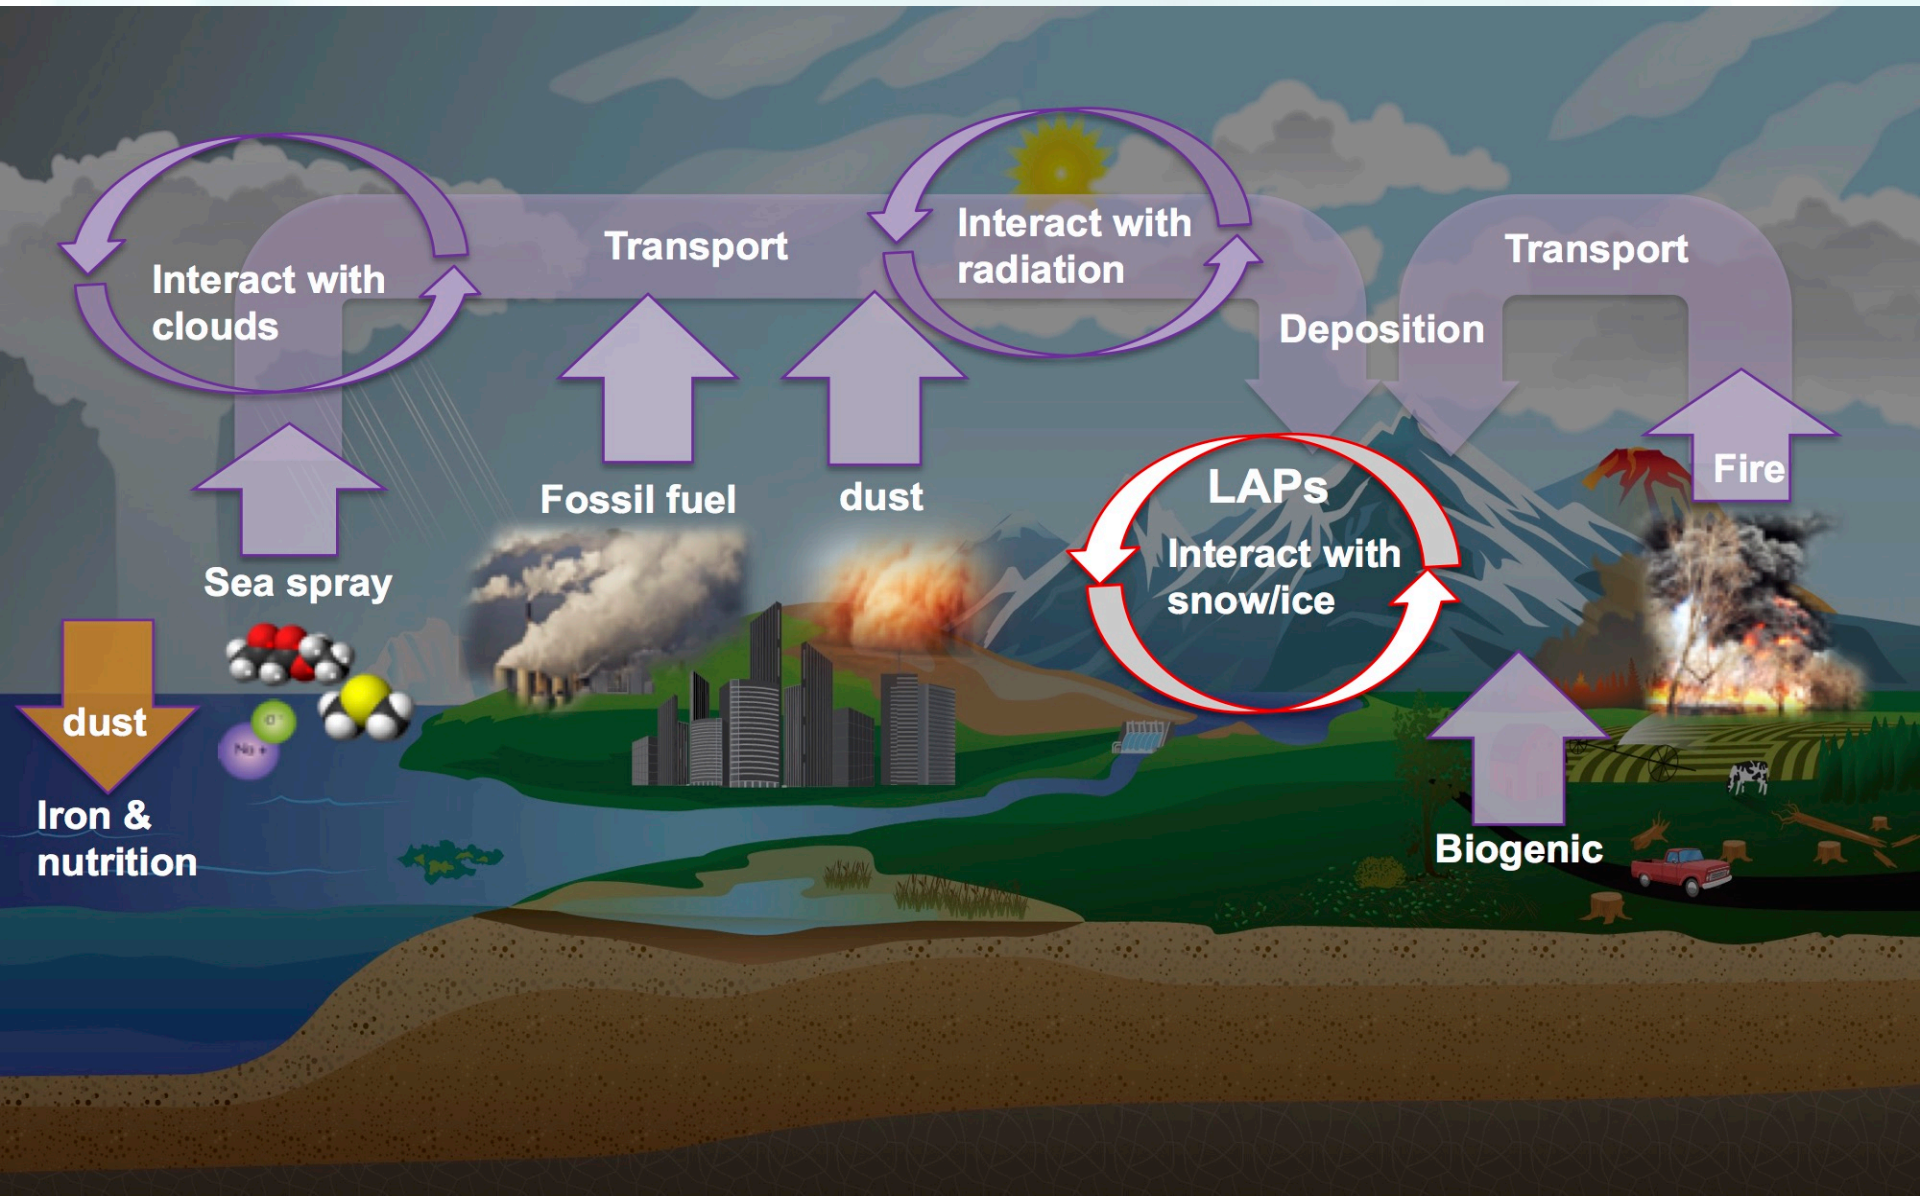 Interact with
clouds
Transport
Interact with
radiation
Transport
Deposition
Sea spray
Fossil fuel
dust
LAPs
Interact with
snow/ice
Fire
dust
Na +
Iron &
nutrition
Biogenic